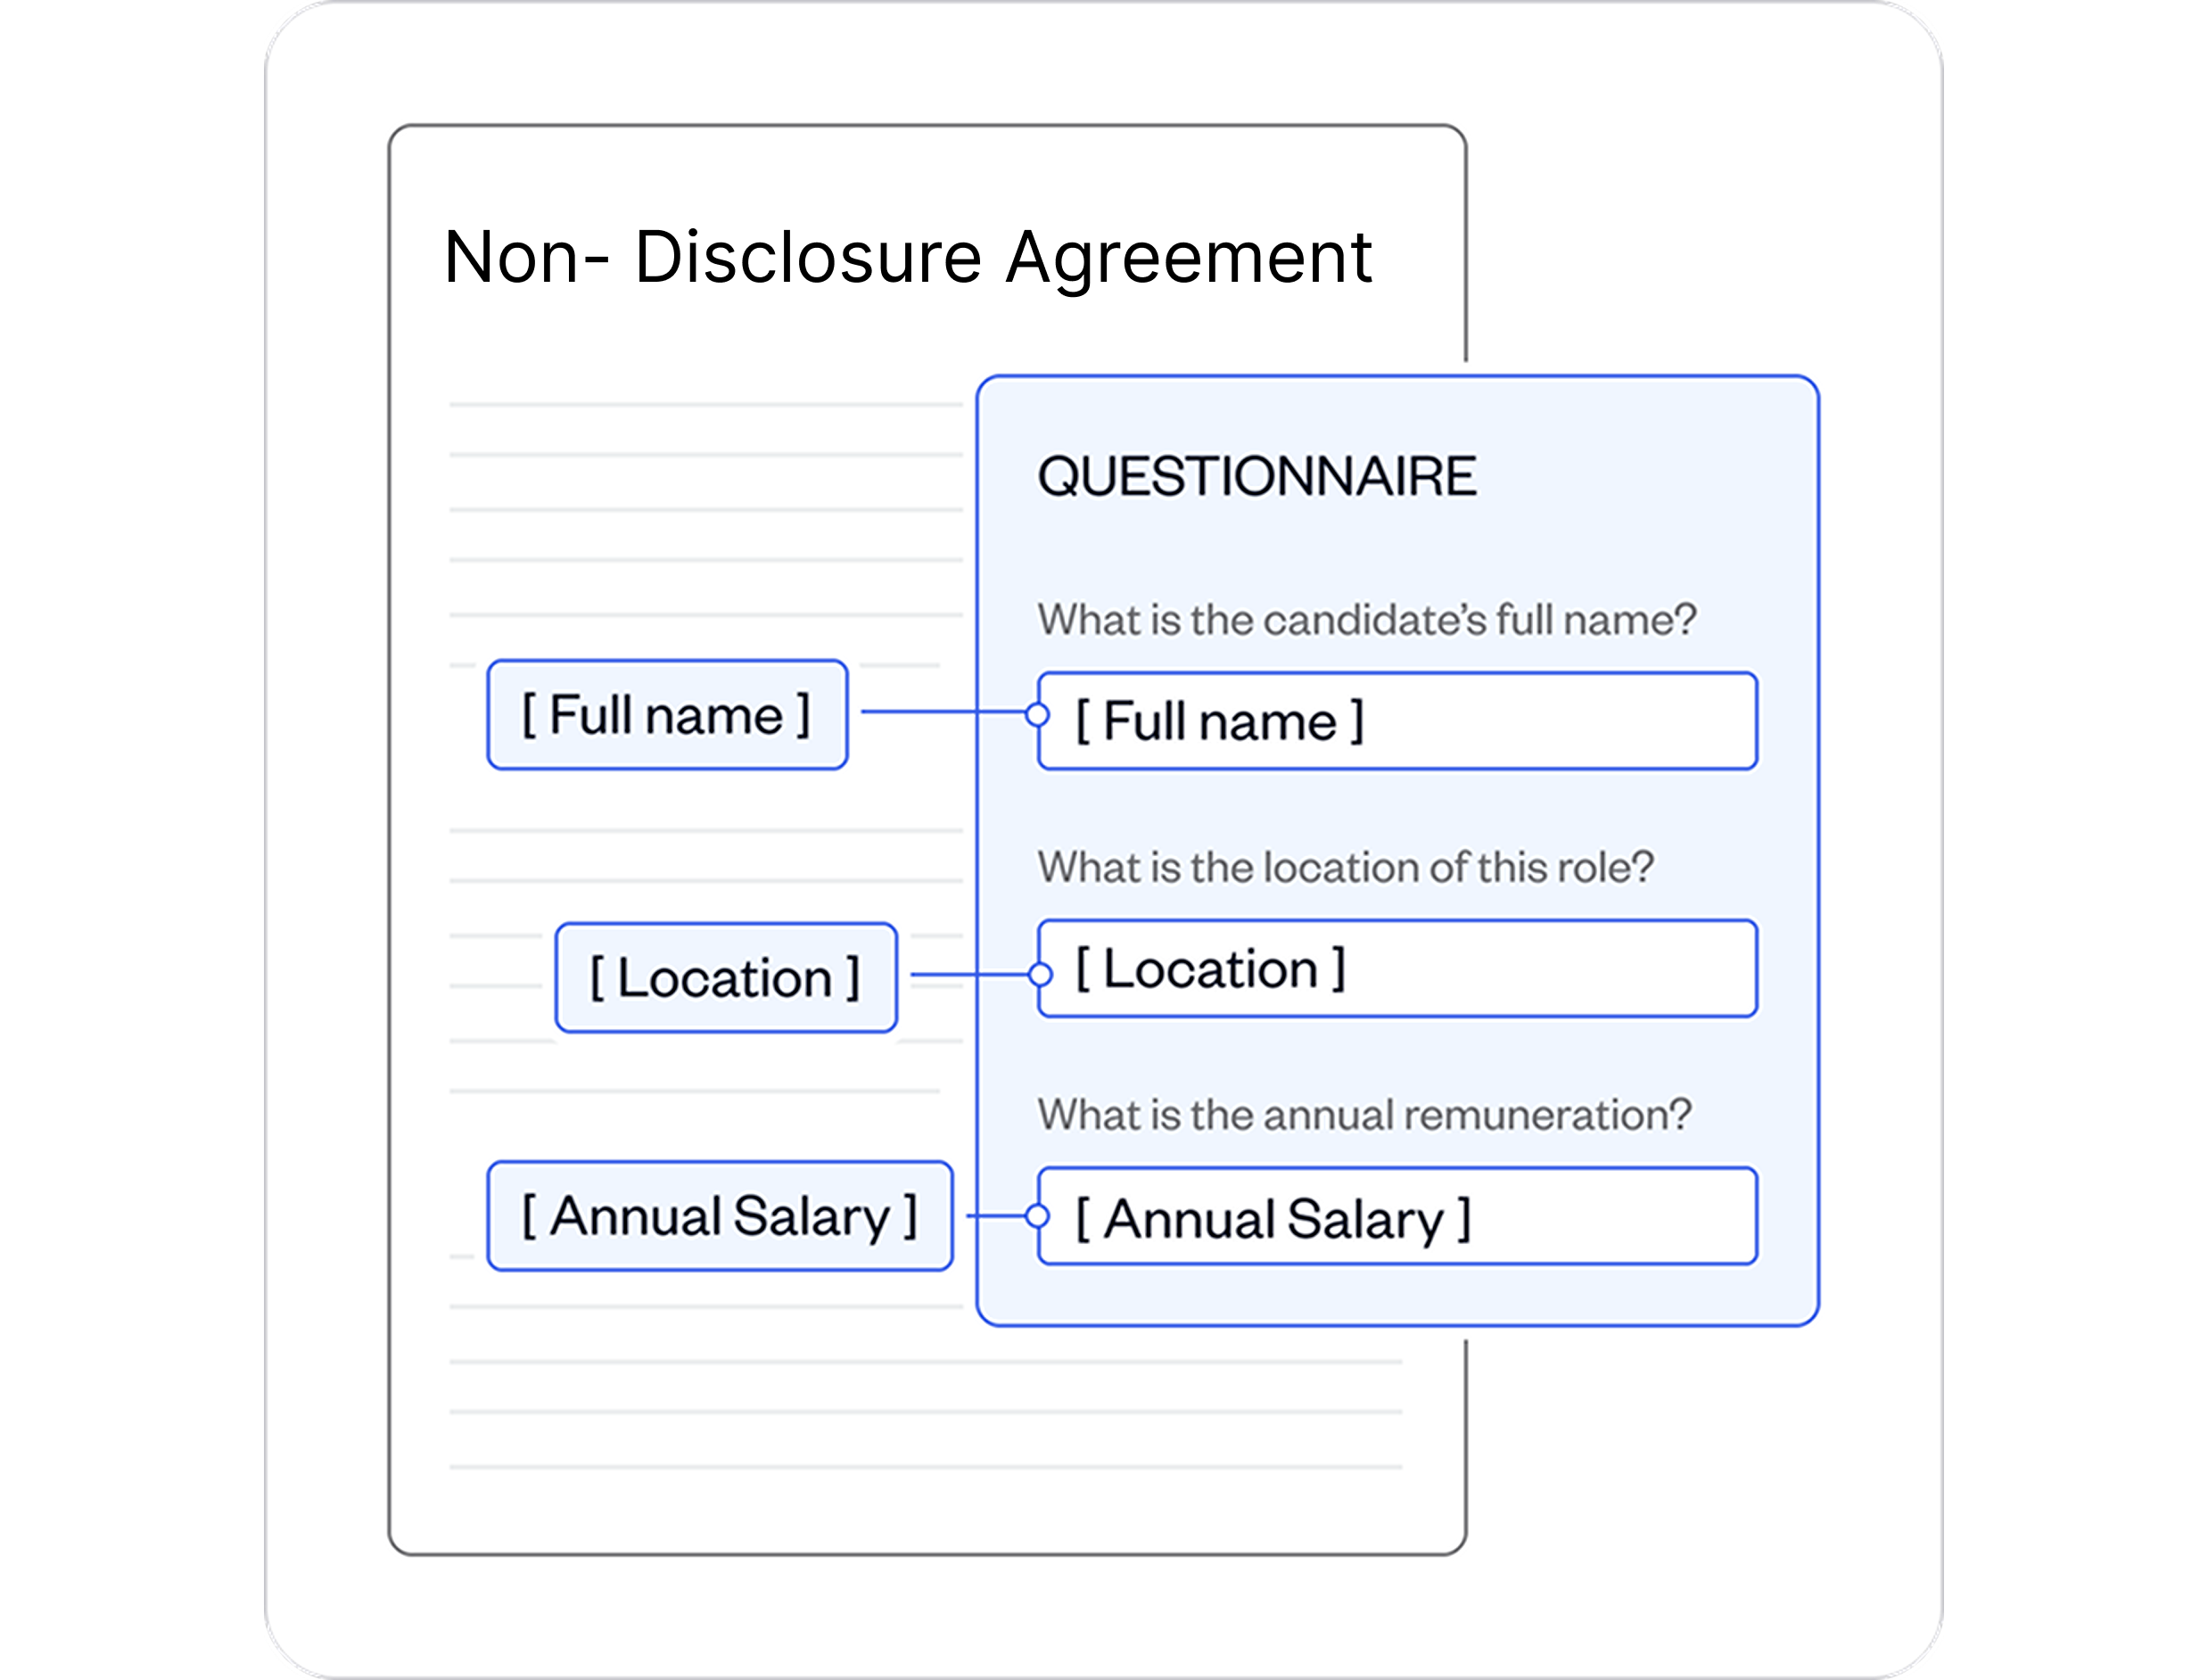 Non- Disclosure Agreement
QUESTIONNAIRE
What is the candidate’s full name?
[ Full name ]
[ Full name ]
What is the location of this role?
[ Location ]
[ Location ]
What is the annual remuneration?
[ Annual Salary ]
[ Annual Salary ]